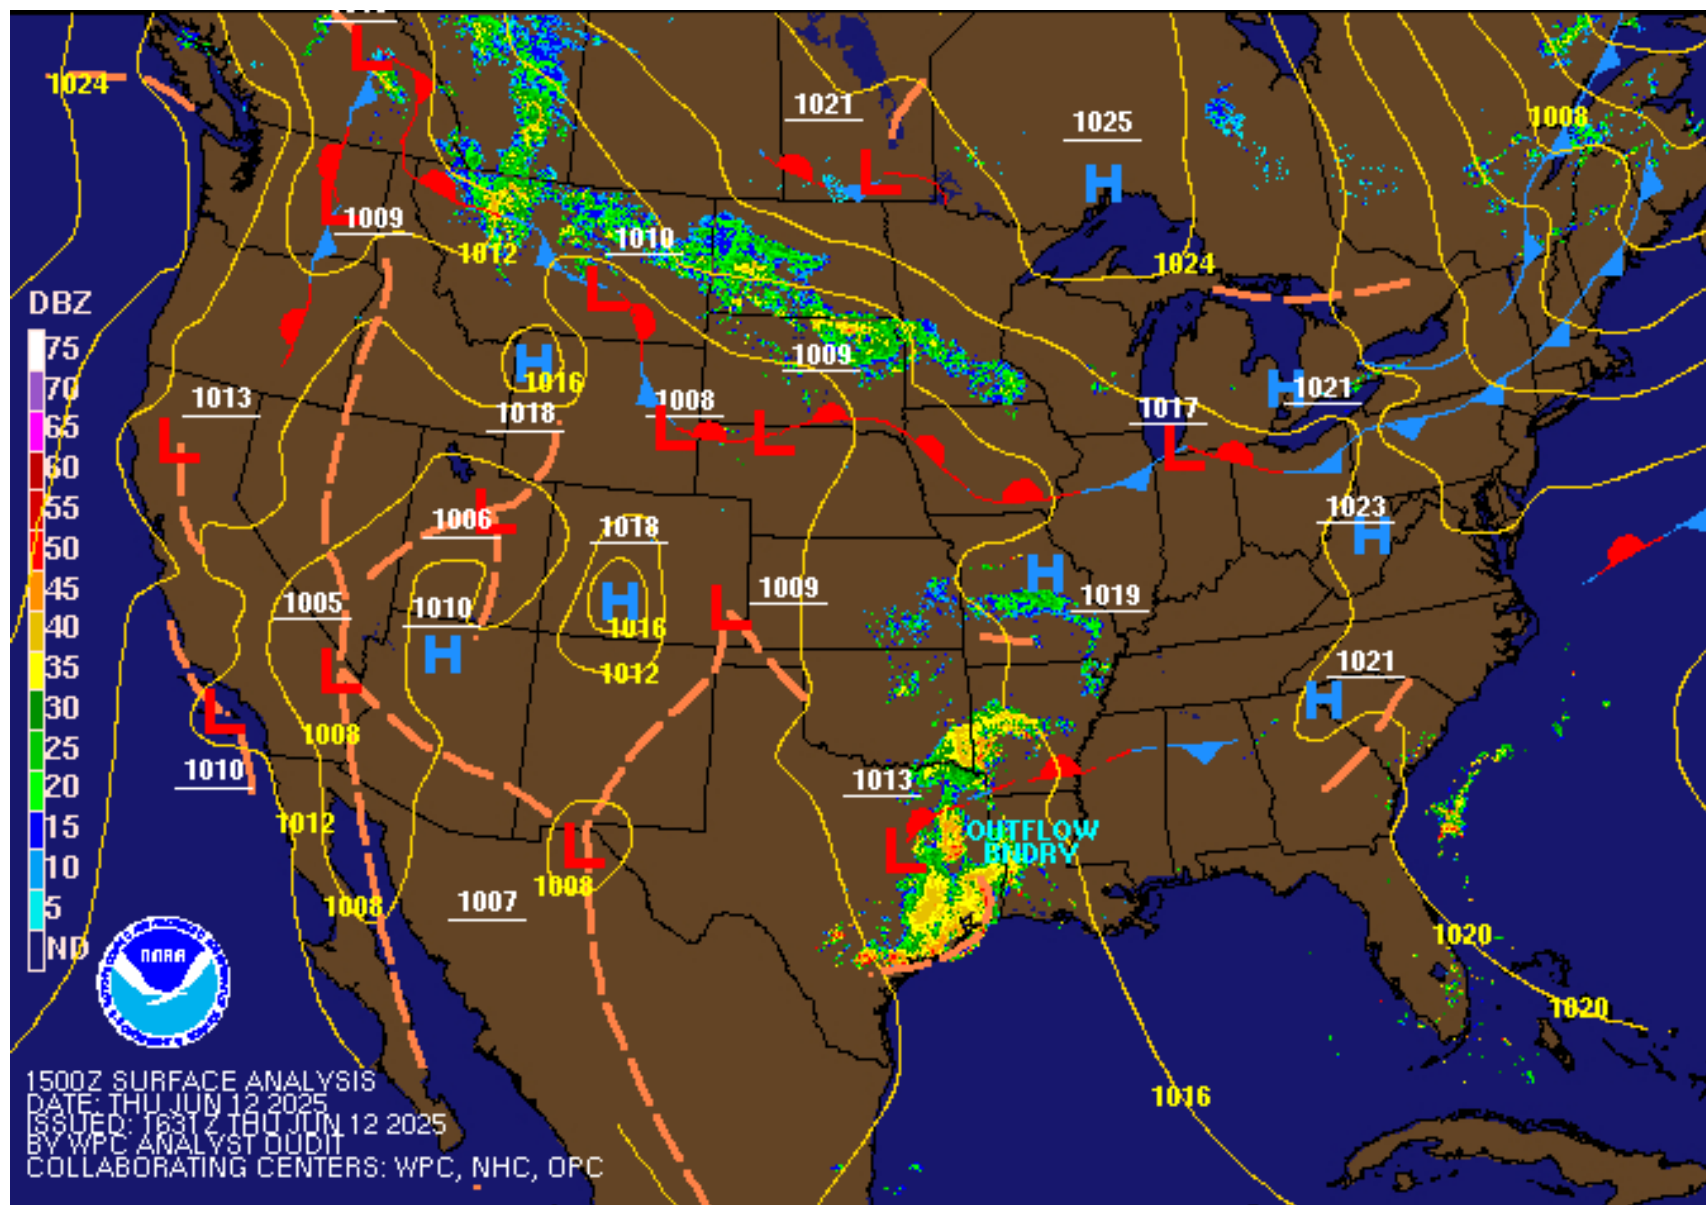 1024
1021
1025
1008
1009
1010
1012
1024
DBZ
75
70
65
60
55
50
45
40
35
30
25
20
15
10
5
ND
1013
1016
1018
1008
1009
1017
1021
1006
1018
1023
1005
1010
1016
1009
1019
1012
1021
1008
1010
1013
1012
OUTFLOW
BNDRY
1008
1007
1008
1020
1020
1016
NOAA
1500Z SURFACE ANALYSIS
DATE: THU JUN 12 2025
ISSUED: 1631Z THU JUN 12 2025
BY WPC ANALYST OUDIT
COLLABORATING CENTERS: WPC, NHC, OPC
L
L
L
L
L
L
L
L
L
L
L
L
L
L
H
H
H
H
H
H
H
H